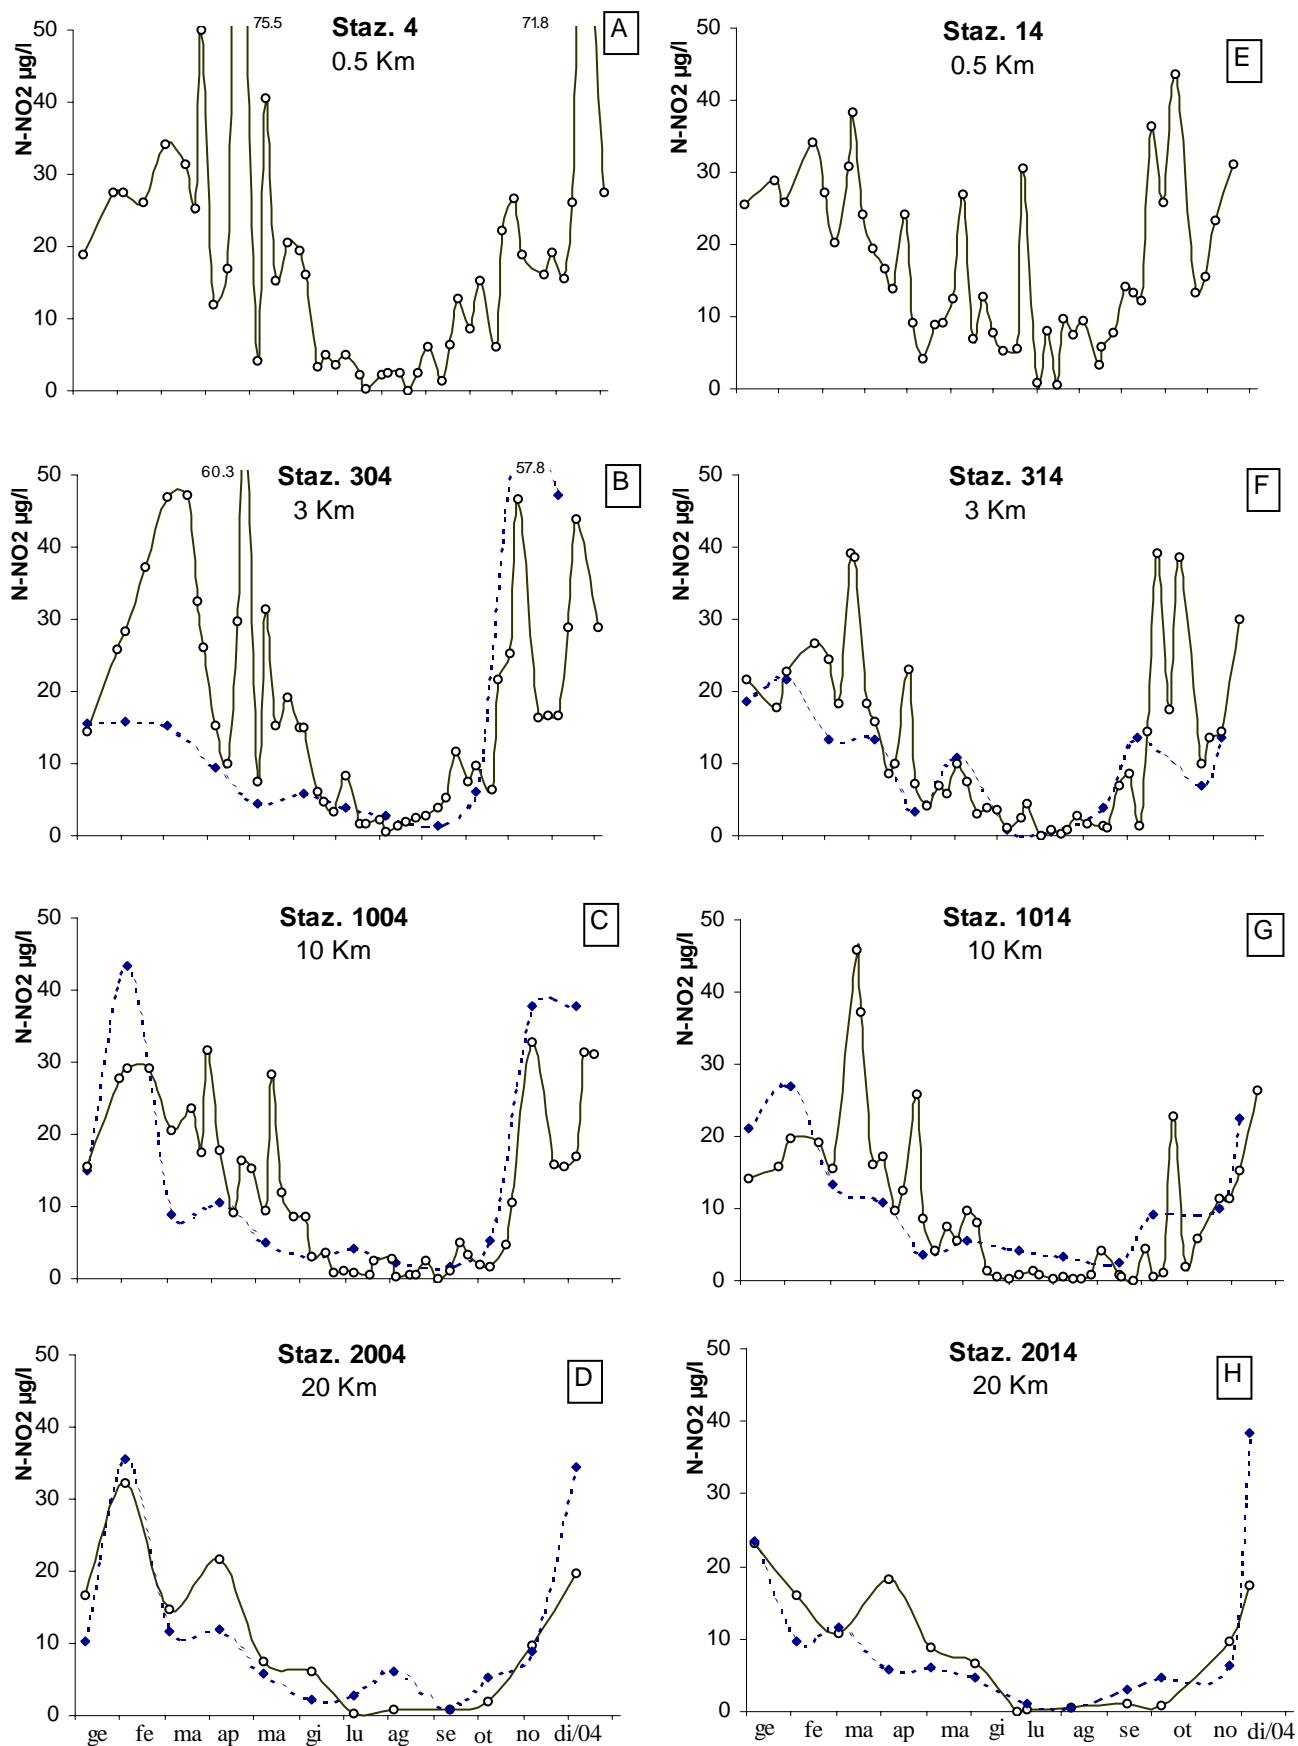 75.5
Staz. 4
0.5 Km
71.8
A
N-NO2 µg/l
50
40
30
20
10
0
Staz. 14
0.5 Km
E
N-NO2 µg/l
50
40
30
20
10
0
60.3
Staz. 304
3 Km
57.8
B
N-NO2 µg/l
50
40
30
20
10
0
Staz. 314
3 Km
F
N-NO2 µg/l
50
40
30
20
10
0
Staz. 1004
10 Km
C
N-NO2 µg/l
50
40
30
20
10
0
Staz. 1014
10 Km
G
N-NO2 µg/l
50
40
30
20
10
0
Staz. 2004
20 Km
D
N-NO2 µg/l
50
40
30
20
10
0
ge fe ma ap ma gi lu ag se ot no di/04
Staz. 2014
20 Km
H
N-NO2 µg/l
50
40
30
20
10
0
ge fe ma ap ma gi lu ag se ot no di/04